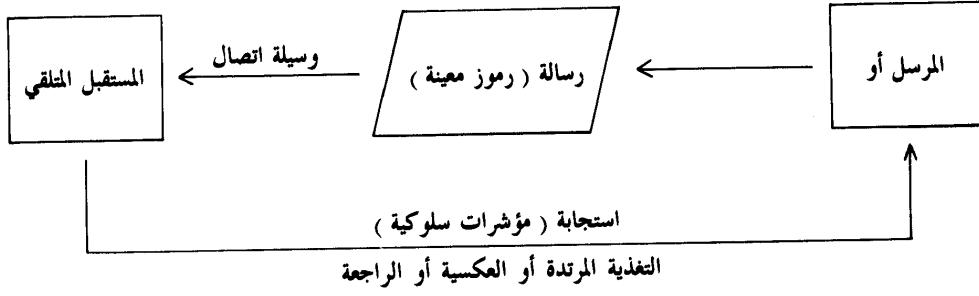 المرسل أو
رسالة ( رموز معينة )
وسيلة اتصال
المستقبل المتلقي
استجابة ( مؤشرات سلوكية )
التغذية المرتدة أو العكسية أو الراجعة